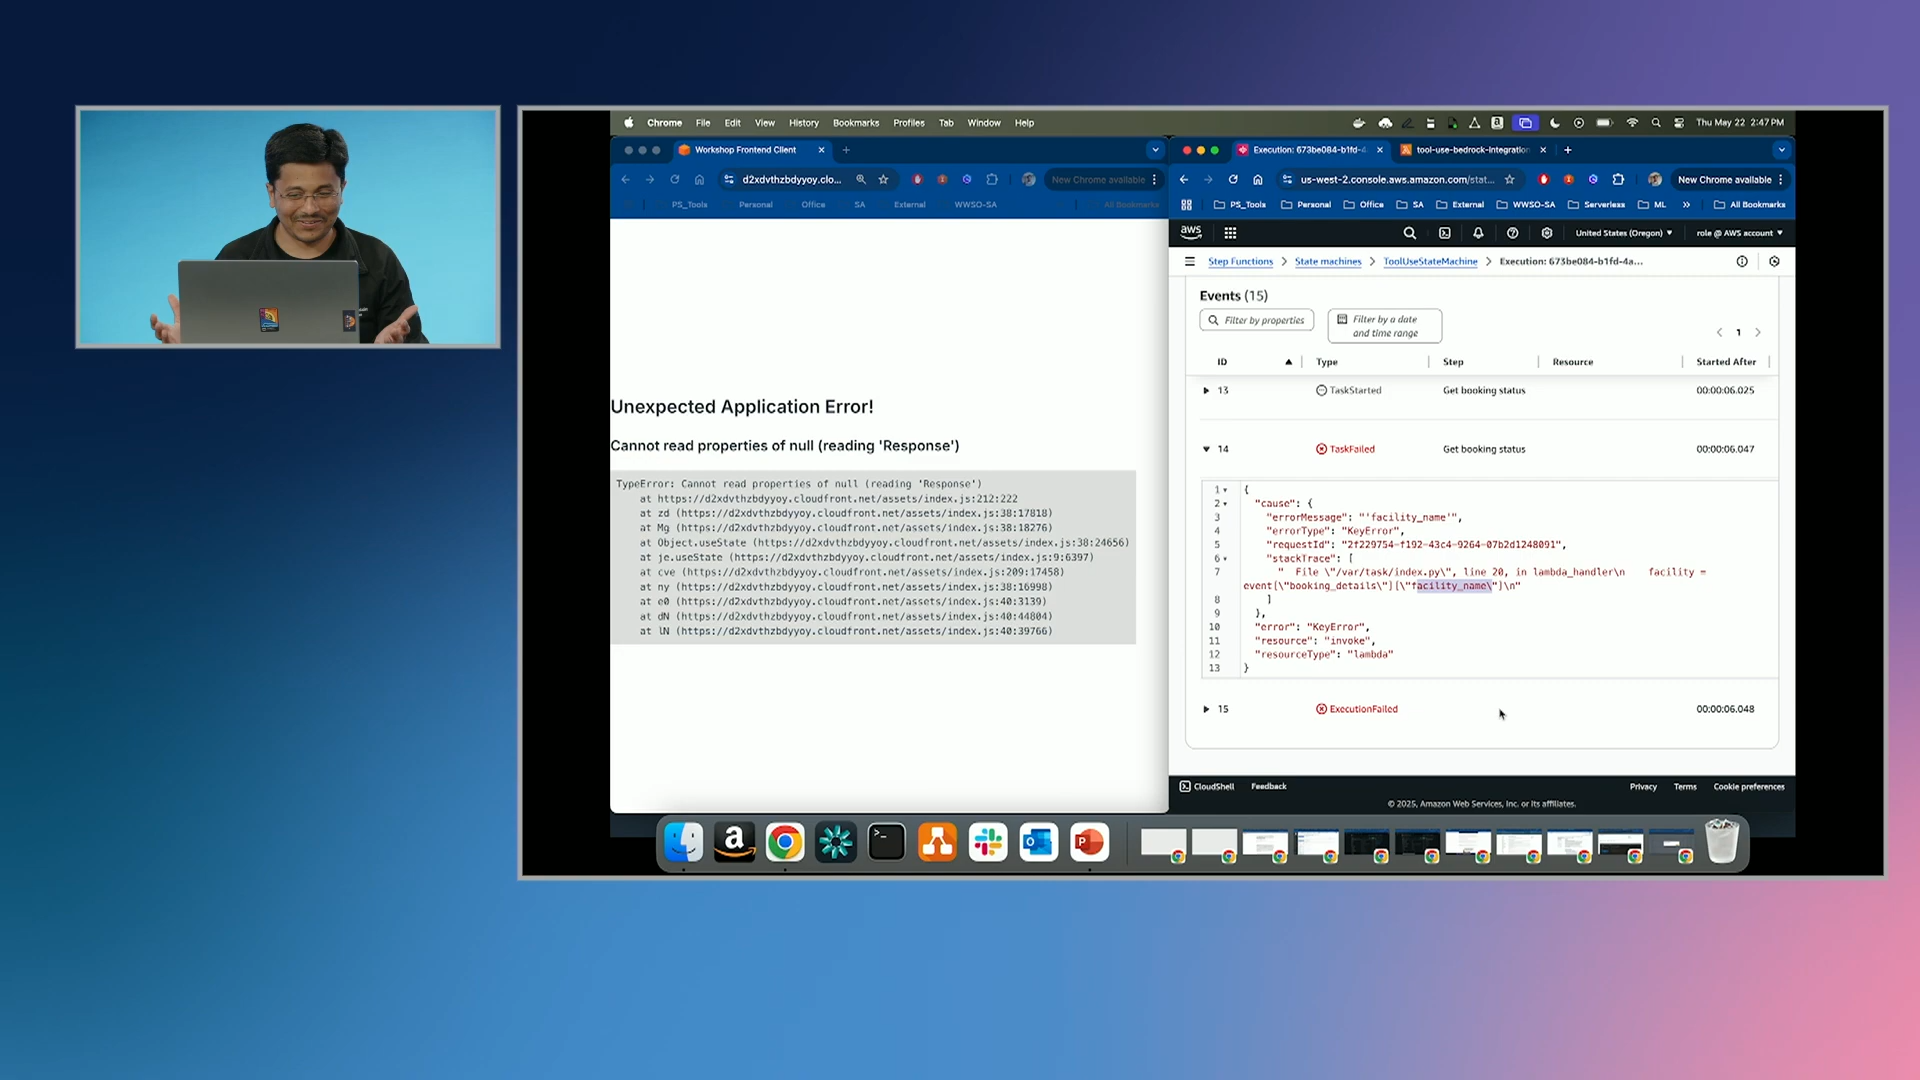 Chrome File Edit View History Bookmarks Profiles Tab Window Help
Thu May 22 2:47 PM
Workshop Frontend Client
d2xdvthzbdyyoy.clo...
New Chrome available
PS_Tools Personal Office SA External WWSO-SA All Bookmarks
Unexpected Application Error!
Cannot read properties of null (reading 'Response')
TypeError: Cannot read properties of null (reading 'Response')
at https://d2xdvthzbdyyoy.cloudfront.net/assets/index.js:212:222
at zd (https://d2xdvthzbdyyoy.cloudfront.net/assets/index.js:38:17818)
at Mg (https://d2xdvthzbdyyoy.cloudfront.net/assets/index.js:38:18276)
at Object.useState (https://d2xdvthzbdyyoy.cloudfront.net/assets/index.js:38:24656)
at je.useState (https://d2xdvthzbdyyoy.cloudfront.net/assets/index.js:9:6397)
at cve (https://d2xdvthzbdyyoy.cloudfront.net/assets/index.js:209:17458)
at ny (https://d2xdvthzbdyyoy.cloudfront.net/assets/index.js:38:16998)
at e0 (https://d2xdvthzbdyyoy.cloudfront.net/assets/index.js:40:3139)
at dN (https://d2xdvthzbdyyoy.cloudfront.net/assets/index.js:40:44804)
at lN (https://d2xdvthzbdyyoy.cloudfront.net/assets/index.js:40:39766)
Execution: 673be084-b1fd-4
tool-use-bedrock-integration
us-west-2.console.aws.amazon.com/stat...
New Chrome available
PS_Tools Personal Office SA External WWSO-SA Serverless ML » All Bookmarks
aws
United States (Oregon) role @ AWS account
Step Functions State machines ToolUseStateMachine Execution: 673be084-b1fd-4a...
Events (15)
Filter by properties
Filter by a date
and time range
1
ID Type Step Resource Started After
13 TaskStarted Get booking status 00:00:06.025
14 TaskFailed Get booking status 00:00:06.047
1 {
2 "cause": {
3 "errorMessage": "'facility_name'",
4 "errorType": "KeyError",
5 "requestId": "2f229754-f192-43c4-9264-07b2d1248091",
6 "stackTrace": [
7 " File \"/var/task/index.py\", line 20, in lambda_handler\n facility =
event[\"booking_details\"][\"facility_name\"]\n"
8 ]
9 },
10 "error": "KeyError",
11 "resource": "invoke",
12 "resourceType": "lambda"
13 }
15 ExecutionFailed 00:00:06.048
CloudShell Feedback Privacy Terms Cookie preferences
© 2025, Amazon Web Services, Inc. or its affiliates.